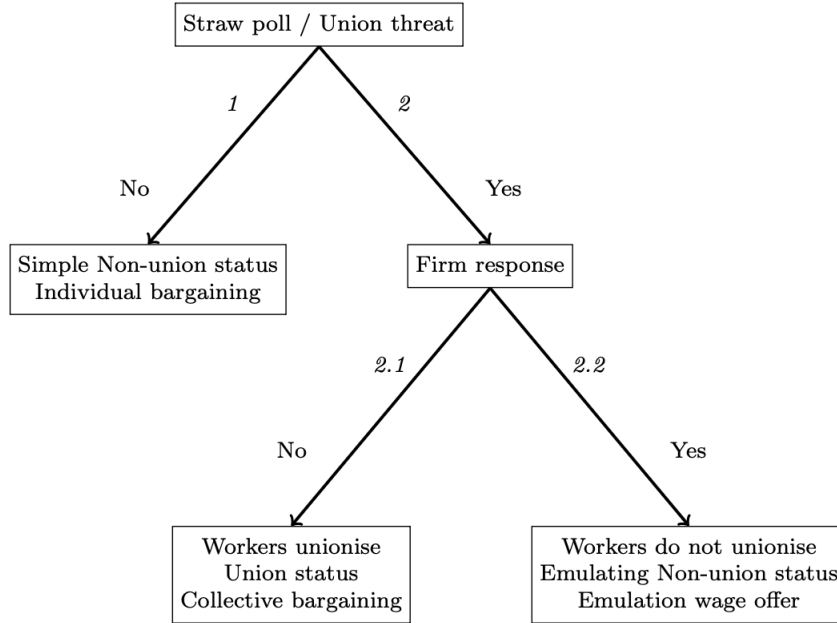 Straw poll / Union threat
1
2
No
Yes
Simple Non-union status
Individual bargaining
Firm response
2.1
2.2
No
Yes
Workers unionise
Union status
Collective bargaining
Workers do not unionise
Emulating Non-union status
Emulation wage offer